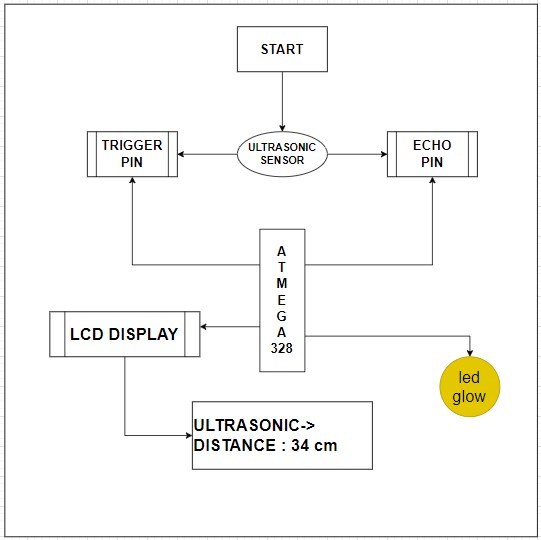 START
TRIGGER
PIN
ULTRASONIC
SENSOR
ECHO
PIN
A
T
M
E
G
A
328
LCD DISPLAY
led
glow
ULTRASONIC->
DISTANCE : 34 cm